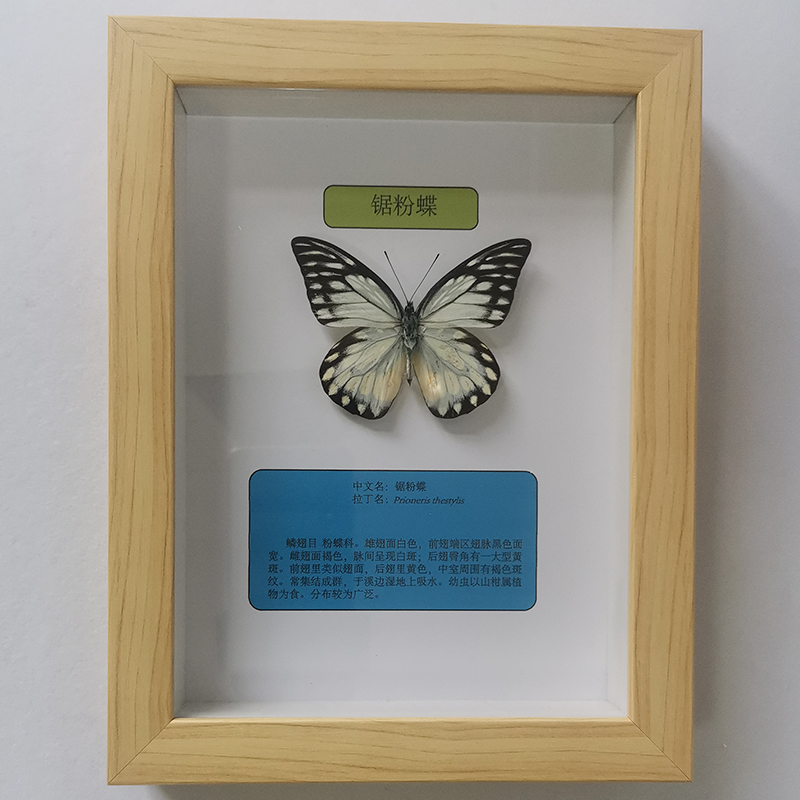 锯粉蝶
中文名：锯粉蝶
拉丁名：Prioneris thestylis
鳞翅目 粉蝶科。雄翅面白色，前翅端区翅脉黑色面
宽。雌翅面褐色，脉间呈现白斑；后翅臀角有一大型黄
斑。前翅里类似翅面，后翅里黄色，中室周围有褐色斑
纹。常集结成群，于溪边湿地上吸水。幼虫以山柑属植
物为食。分布较为广泛。